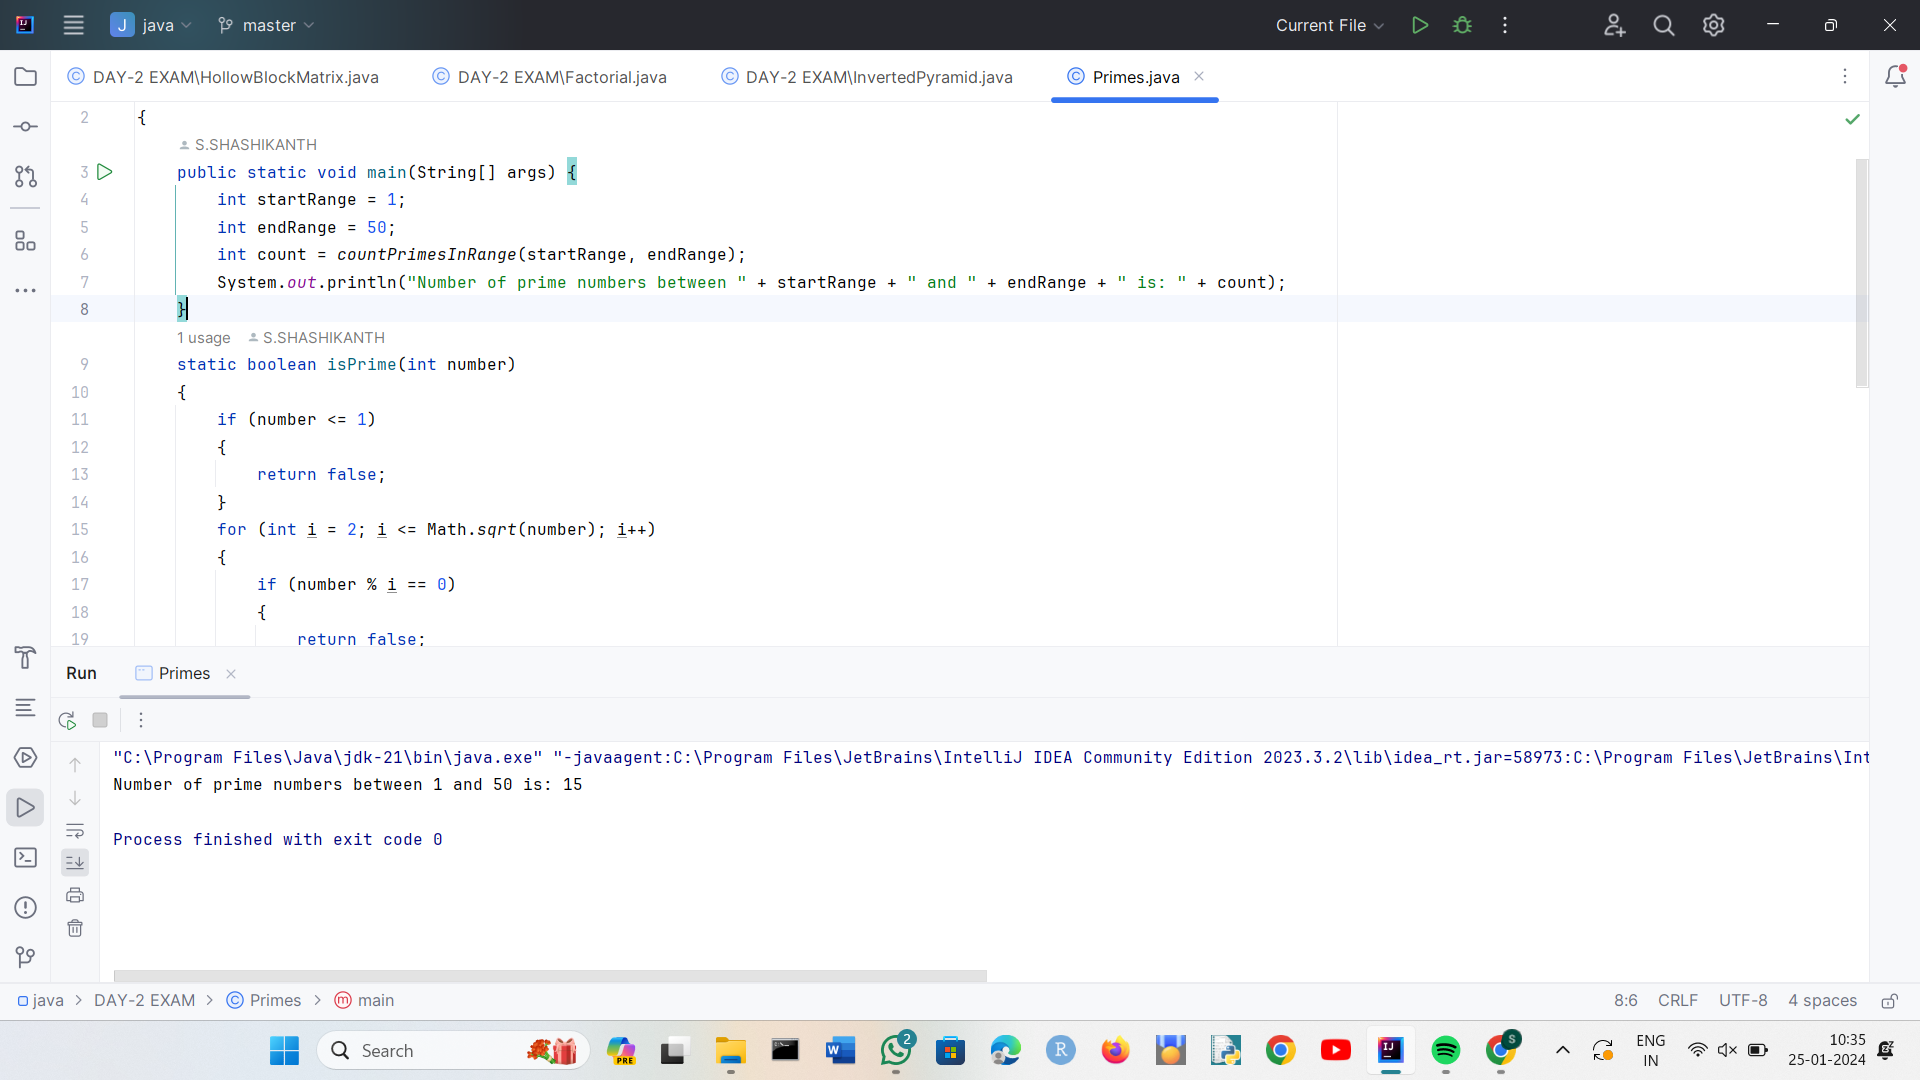 java
master
Current File
DAY-2 EXAM\HollowBlockMatrix.java
DAY-2 EXAM\Factorial.java
DAY-2 EXAM\InvertedPyramid.java
Primes.java
2 {
S.SHASHIKANTH
3 public static void main(String[] args) {
4 int startRange = 1;
5 int endRange = 50;
6 int count = countPrimesInRange(startRange, endRange);
7 System.out.println("Number of prime numbers between " + startRange + " and " + endRange + " is: " + count);
8 }
1 usage S.SHASHIKANTH
9 static boolean isPrime(int number)
10 {
11 if (number <= 1)
12 {
13 return false;
14 }
15 for (int i = 2; i <= Math.sqrt(number); i++)
16 {
17 if (number % i == 0)
18 {
19 return false;
Run
Primes
"C:\Program Files\Java\jdk-21\bin\java.exe" "-javaagent:C:\Program Files\JetBrains\IntelliJ IDEA Community Edition 2023.3.2\lib\idea_rt.jar=58973:C:\Program Files\JetBrains\Int
Number of prime numbers between 1 and 50 is: 15
Process finished with exit code 0
java > DAY-2 EXAM > Primes > main
8:6 CRLF UTF-8 4 spaces
Search
PRE
2
S
ENG
IN
10:35
25-01-2024